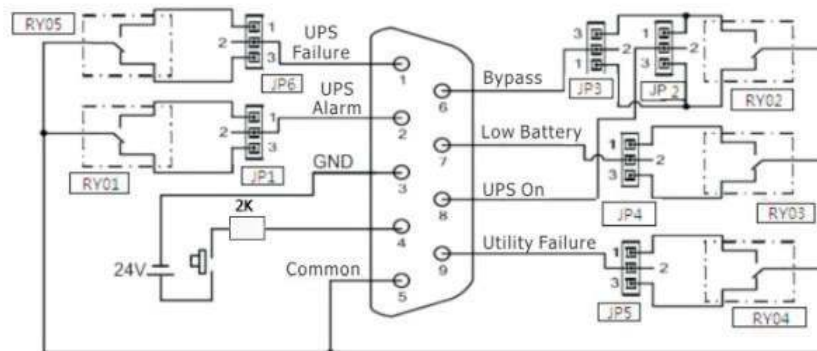 RY05
1
2
3
JP6
UPS
Failure
RY01
1
2
3
JP1
UPS
Alarm
GND
2K
24V
Common
1
2
3
4
5
6
7
8
9
Bypass
Low Battery
UPS On
Utility Failure
3
2
1
JP3
1
2
3
JP 2
RY02
1
2
3
JP4
RY03
1
2
3
JP5
RY04